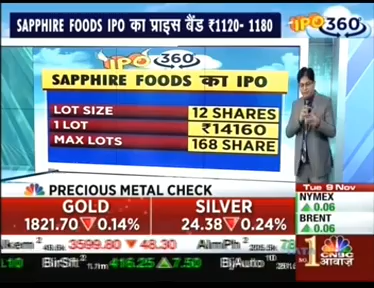 SAPPHIRE FOODS IPO का प्राइस बैंड ₹1120- 1180
IPO 360°
IPO 360°
SAPPHIRE FOODS का IPO
LOT SIZE 12 SHARES
1 LOT ₹14160
MAX LOTS 168 SHARE
PRECIOUS METAL CHECK
GOLD
1821.70 ▼ 0.14%
SILVER
24.38 ▼ 0.24%
Tue 9 Nov
NYMEX
▲ 0.06
BRENT
▲ 0.06
3599.80 ▼ 48.30
416.25 ▲ 7.50
BjAuto
NO. 1
CNBC
आवाज़